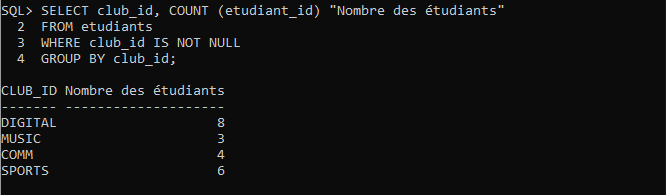 SQL> SELECT club_id, COUNT (etudiant_id) "Nombre des étudiants"
  2  FROM etudiants
  3  WHERE club_id IS NOT NULL
  4  GROUP BY club_id;

CLUB_ID Nombre des étudiants
------- --------------------
DIGITAL                    8
MUSIC                      3
COMM                       4
SPORTS                     6